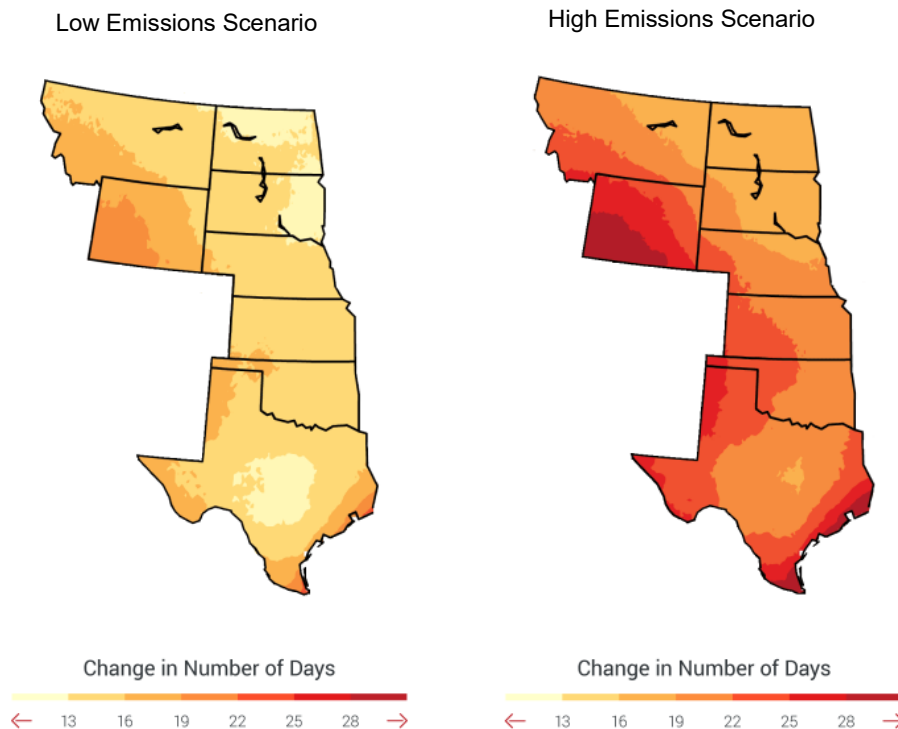 Low Emissions Scenario
High Emissions Scenario
Change in Number of Days
13 16 19 22 25 28
Change in Number of Days
13 16 19 22 25 28